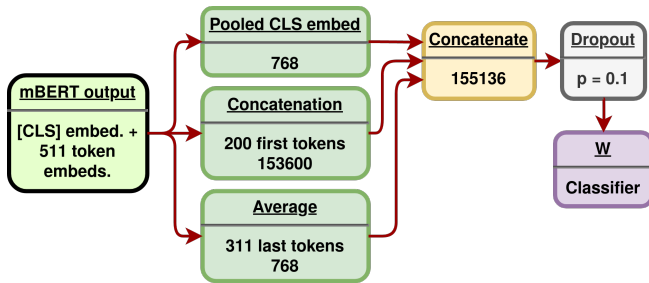 mBERT output
[CLS] embed. +
511 token
embeds.
Pooled CLS embed
768
Concatenation
200 first tokens
153600
Average
311 last tokens
768
Concatenate
155136
Dropout
p = 0.1
W
Classifier